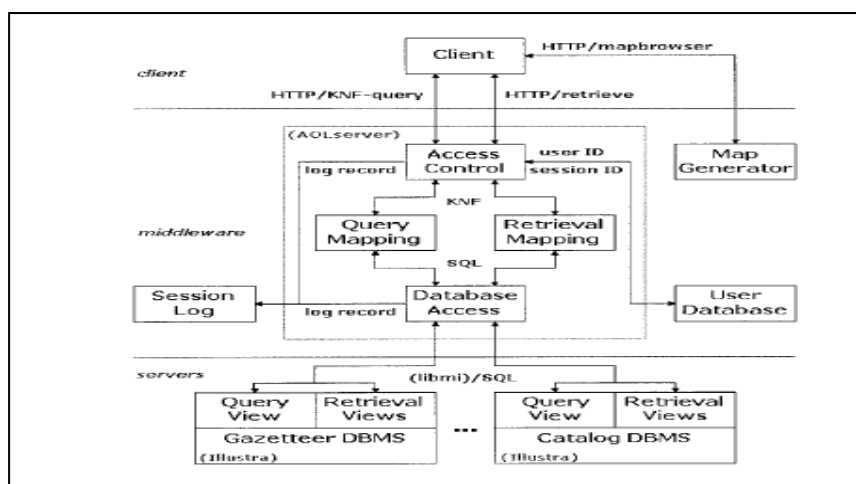 HTTP/mapbrowser
Client
client
HTTP/KNF-query
HTTP/retrieve
(AOLserver)
user ID
log record
Access
Control
session ID
Map
Generator
KNF
Query
Mapping
Retrieval
Mapping
middleware
SQL
Session
Log
log record
Database
Access
User
Database
servers
(libmi)/SQL
Query
View
Retrieval
Views
Gazetteer DBMS
(Illustra)
...
Query
View
Retrieval
Views
Catalog DBMS
(Illustra)